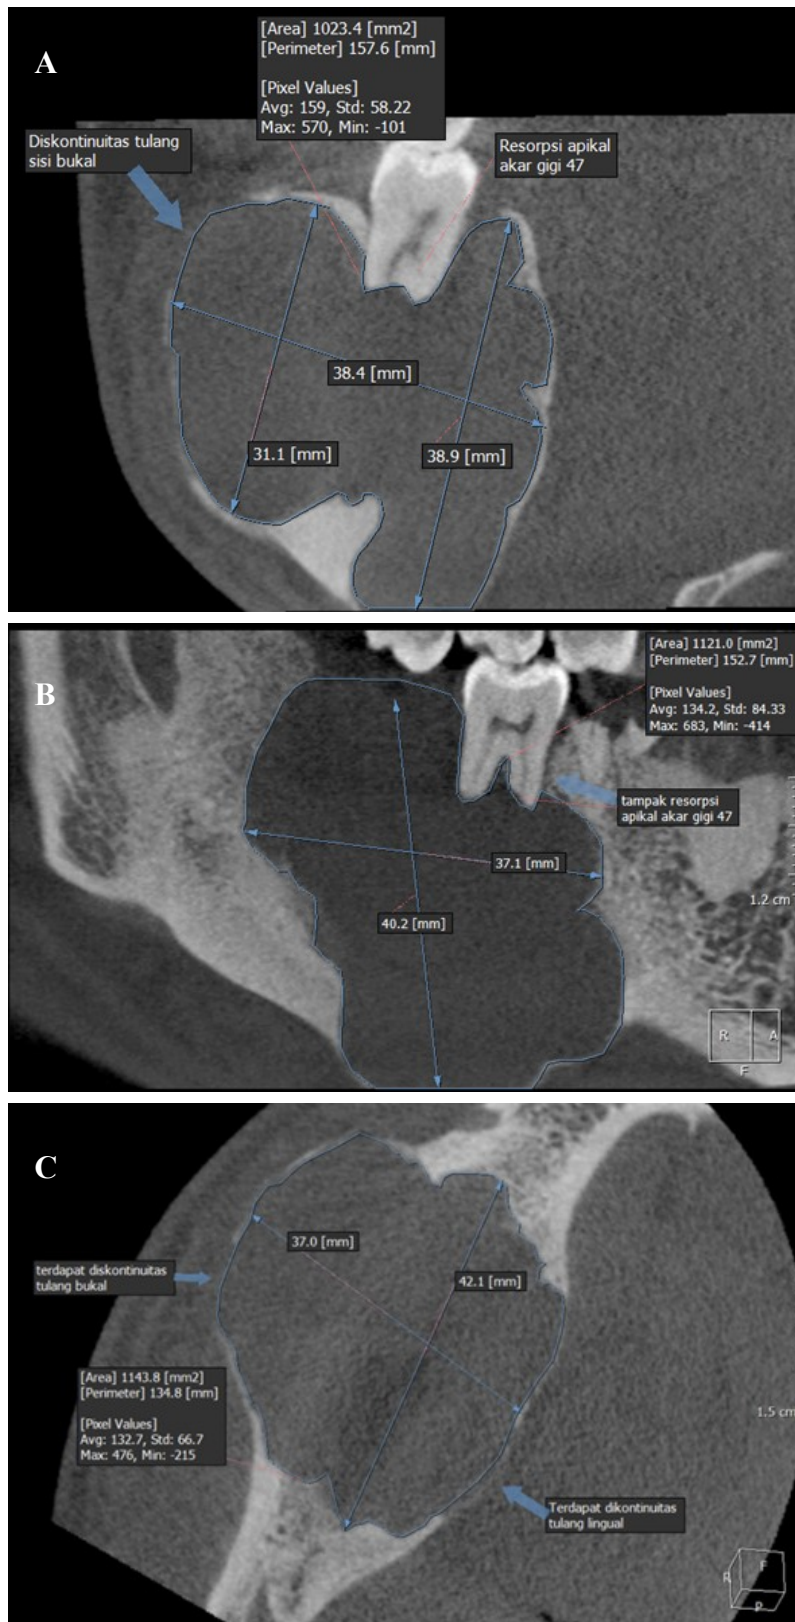 A
[Area] 1023.4 [mm2]
[Perimeter] 157.6 [mm]
[Pixel Values]
Avg: 159, Std: 58.22
Max: 570, Min: -101
Diskontinuitas tulang
sisi bukal
Resorpsi apikal
akar gigi 47
38.4 [mm]
31.1 [mm]
38.9 [mm]
B
[Area] 1121.0 [mm2]
[Perimeter] 152.7 [mm]
[Pixel Values]
Avg: 134.2, Std: 84.33
Max: 683, Min: -414
tampak resorpsi
apikal akar gigi 47
37.1 [mm]
40.2 [mm]
1.2 cm
R
A
F
C
37.0 [mm]
terdapat diskontinuitas
tulang bukal
42.1 [mm]
[Area] 1143.8 [mm2]
[Perimeter] 134.8 [mm]
[Pixel Values]
Avg: 132.7, Std: 66.7
Max: 476, Min: -215
1.5 cm
Terdapat dikontinuitas
tulang lingual
R
F
P